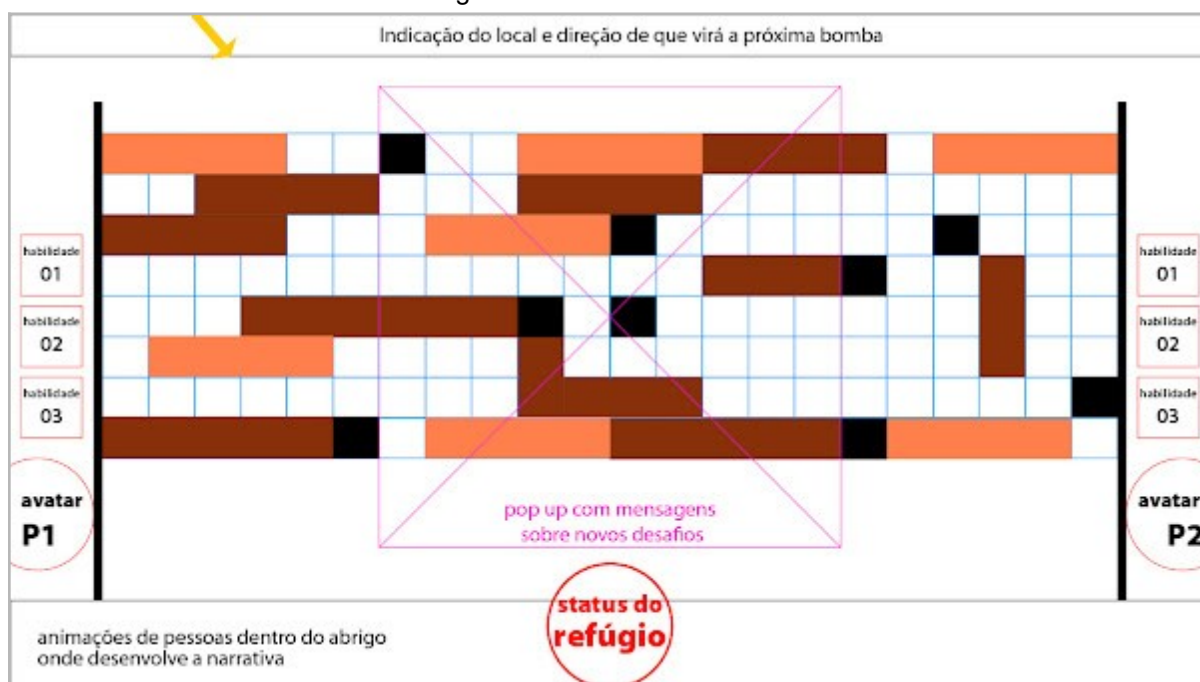 Indicação do local e direção de que virá a próxima bomba
habilidade
01
habilidade
02
habilidade
03
avatar
P1
habilidade
01
habilidade
02
habilidade
03
avatar
P2
pop up com mensagens
sobre novos desafios
status do
refúgio
animações de pessoas dentro do abrigo
onde desenvolve a narrativa